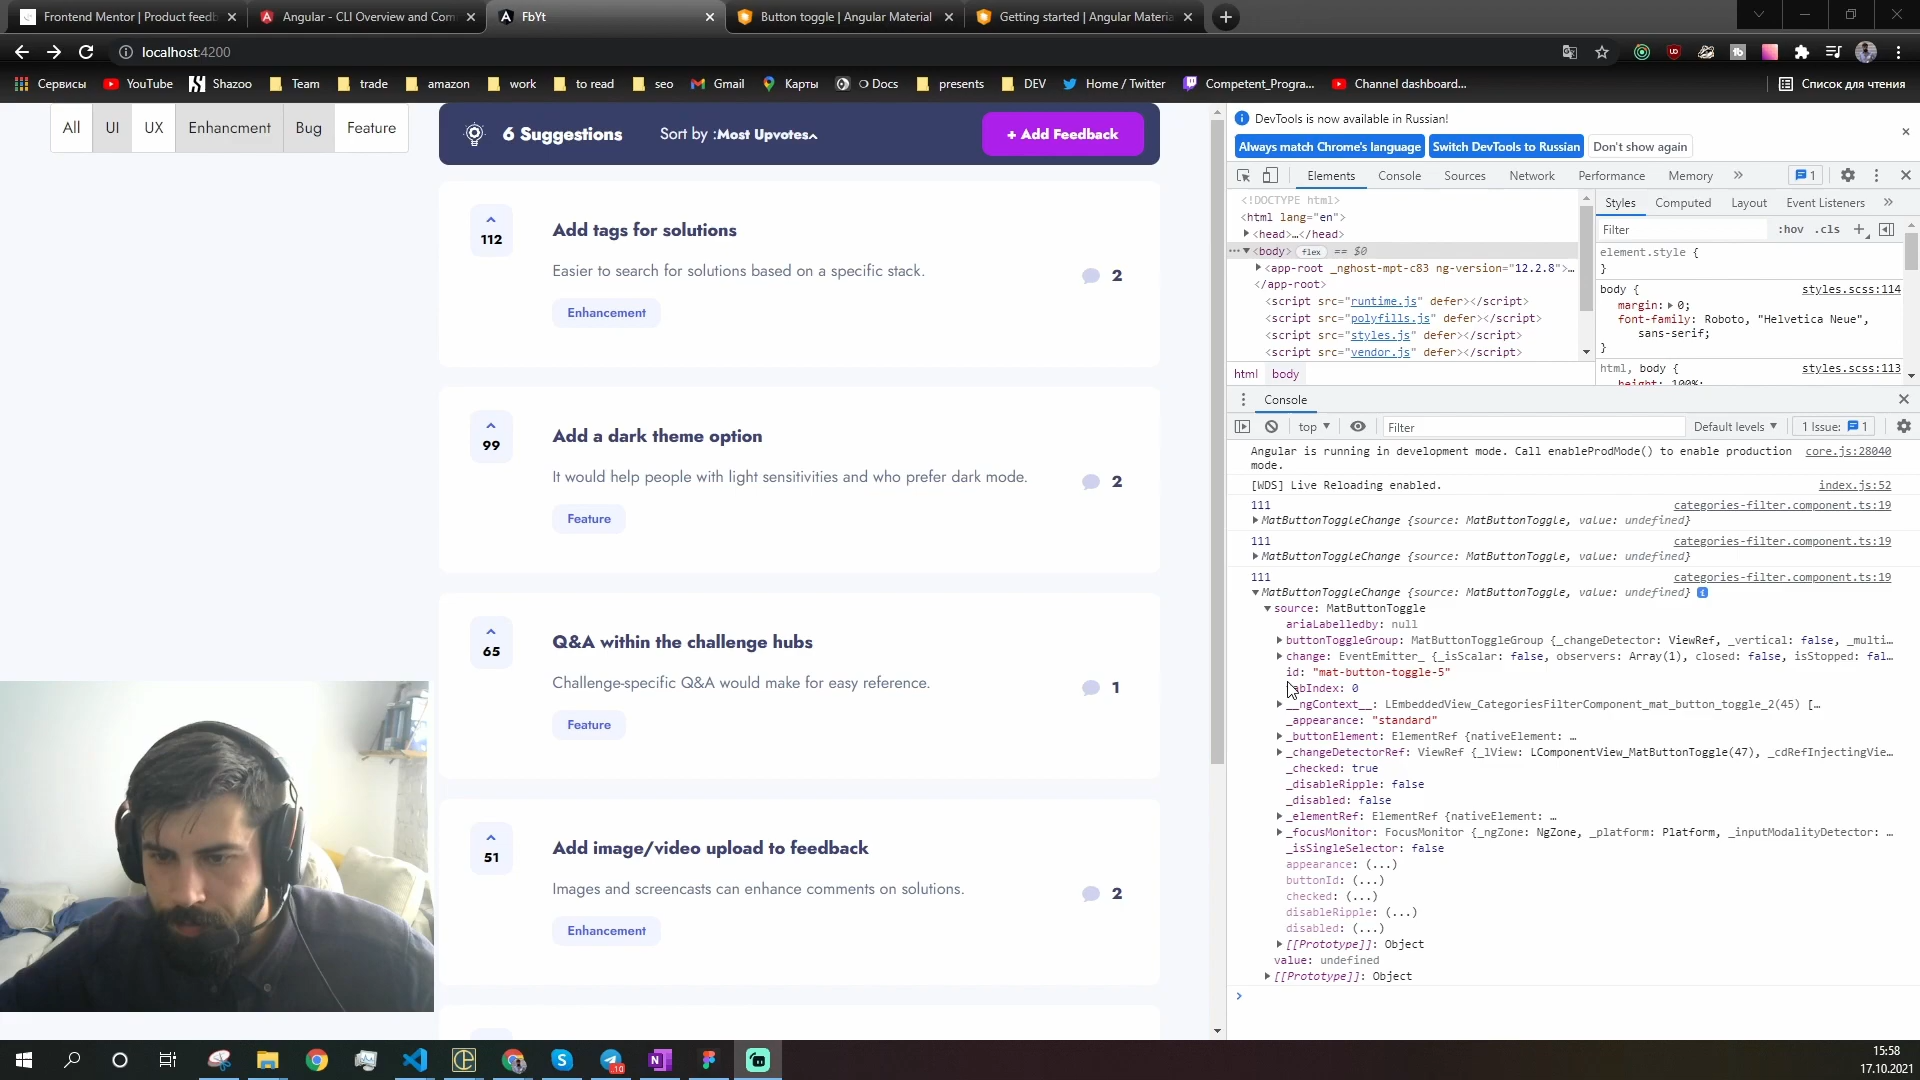 Frontend Mentor | Product feedb
Angular - CLI Overview and Com
FbYt
Button toggle | Angular Material
Getting started | Angular Materia
localhost:4200
Сервисы
YouTube
Shazoo
Team
trade
amazon
work
to read
seo
Gmail
Карты
Docs
presents
DEV
Home / Twitter
Competent_Progra...
Channel dashboard...
Список для чтения
All
UI
UX
Enhancment
Bug
Feature
6 Suggestions
Sort by :Most Upvotes
+ Add Feedback
112
Add tags for solutions
Easier to search for solutions based on a specific stack.
2
Enhancement
99
Add a dark theme option
It would help people with light sensitivities and who prefer dark mode.
2
Feature
65
Q&A within the challenge hubs
Challenge-specific Q&A would make for easy reference.
1
Feature
51
Add image/video upload to feedback
Images and screencasts can enhance comments on solutions.
2
Enhancement
DevTools is now available in Russian!
Always match Chrome's language
Switch DevTools to Russian
Don't show again
Elements
Console
Sources
Network
Performance
Memory
1
<!DOCTYPE html>
<html lang="en">
<head>…</head>
<body> flex == $0
<app-root _nghost-mpt-c83 ng-version="12.2.8">…
</app-root>
<script src="runtime.js" defer></script>
<script src="polyfills.js" defer></script>
<script src="styles.js" defer></script>
<script src="vendor.js" defer></script>
html body
Styles
Computed
Layout
Event Listeners
Filter
:hov .cls
element.style {
}
body { styles.scss:114
margin: 0;
font-family: Roboto, "Helvetica Neue",
sans-serif;
}
html, body { styles.scss:113
height: 100%;
Console
top
Filter
Default levels
1 Issue: 1
Angular is running in development mode. Call enableProdMode() to enable production core.js:28040
mode.
[WDS] Live Reloading enabled. index.js:52
111 categories-filter.component.ts:19
MatButtonToggleChange {source: MatButtonToggle, value: undefined}
111 categories-filter.component.ts:19
MatButtonToggleChange {source: MatButtonToggle, value: undefined}
111 categories-filter.component.ts:19
MatButtonToggleChange {source: MatButtonToggle, value: undefined}
source: MatButtonToggle
ariaLabelledby: null
buttonToggleGroup: MatButtonToggleGroup {_changeDetector: ViewRef, _vertical: false, _multi…
change: EventEmitter_ {_isScalar: false, observers: Array(1), closed: false, isStopped: fal…
id: "mat-button-toggle-5"
bIndex: 0
__ngContext__: LEmbeddedView_CategoriesFilterComponent_mat_button_toggle_2(45) […
_appearance: "standard"
_buttonElement: ElementRef {nativeElement: …
_changeDetectorRef: ViewRef {_lView: LComponentView_MatButtonToggle(47), _cdRefInjectingVie…
_checked: true
_disableRipple: false
_disabled: false
_elementRef: ElementRef {nativeElement: …
_focusMonitor: FocusMonitor {_ngZone: NgZone, _platform: Platform, _inputModalityDetector: …
_isSingleSelector: false
appearance: (...)
buttonId: (...)
checked: (...)
disableRipple: (...)
disabled: (...)
[[Prototype]]: Object
value: undefined
[[Prototype]]: Object
15:58
17.10.2021